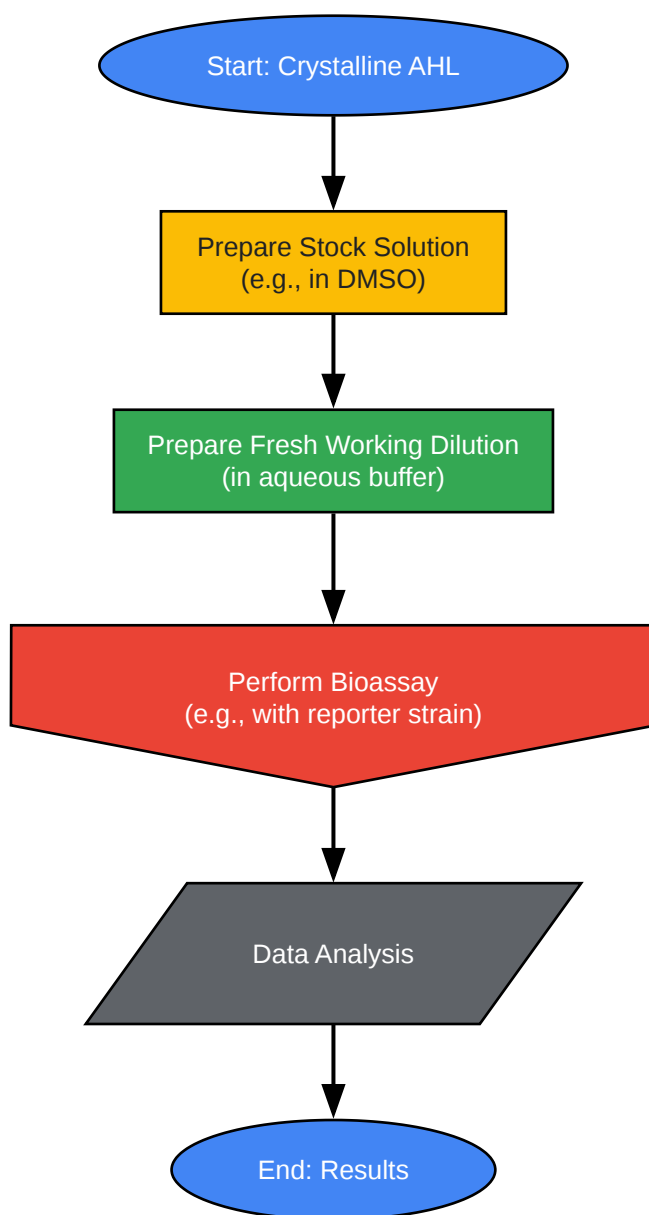 Start: Crystalline AHL
Prepare Stock Solution
(e.g., in DMSO)
Prepare Fresh Working Dilution
(in aqueous buffer)
Perform Bioassay
(e.g., with reporter strain)
Data Analysis
End: Results